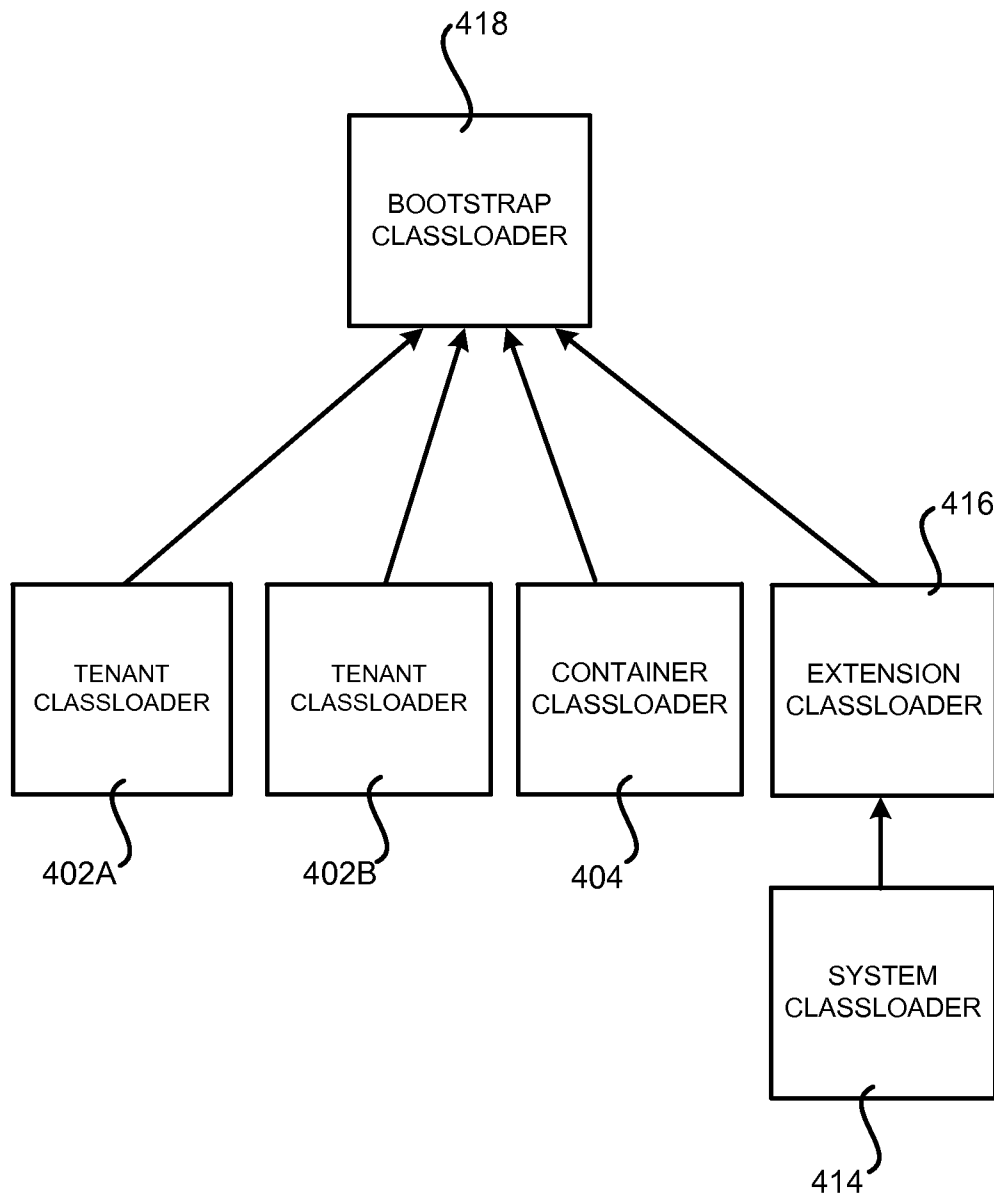 418
BOOTSTRAP
CLASSLOADER
416
TENANT
CLASSLOADER
TENANT
CLASSLOADER
CONTAINER
CLASSLOADER
EXTENSION
CLASSLOADER
402A
402B
404
SYSTEM
CLASSLOADER
414